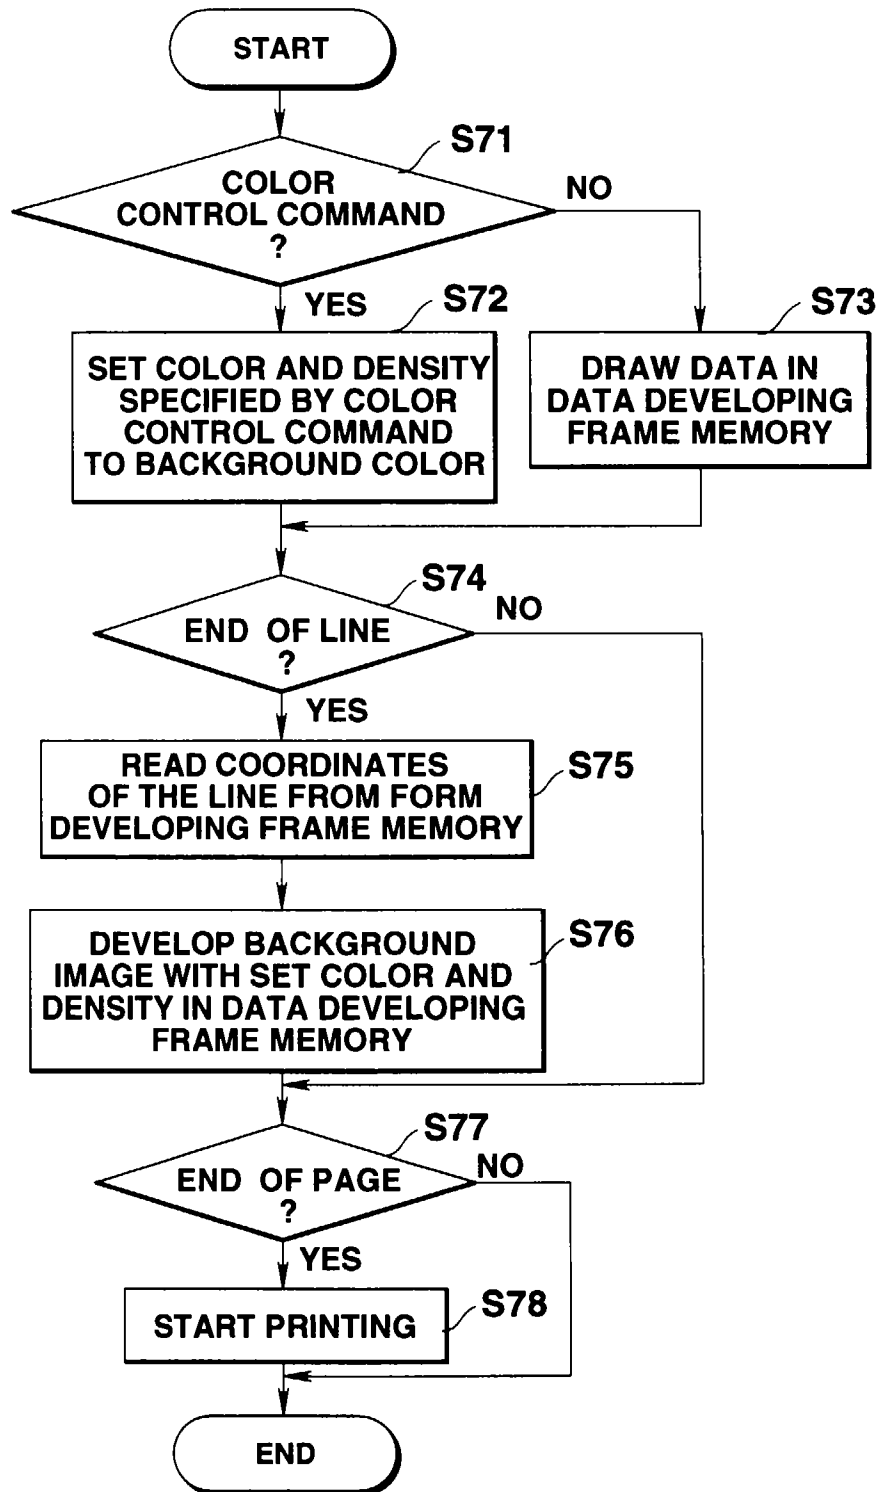 START
S71
COLOR
CONTROL COMMAND
?
NO
YES
S72
SET COLOR AND DENSITY
SPECIFIED BY COLOR
CONTROL COMMAND
TO BACKGROUND COLOR
S73
DRAW DATA IN
DATA DEVELOPING
FRAME MEMORY
S74
END OF LINE
?
NO
YES
S75
READ COORDINATES
OF THE LINE FROM FORM
DEVELOPING FRAME MEMORY
S76
DEVELOP BACKGROUND
IMAGE WITH SET COLOR AND
DENSITY IN DATA DEVELOPING
FRAME MEMORY
S77
END OF PAGE
?
NO
YES
S78
START PRINTING
END